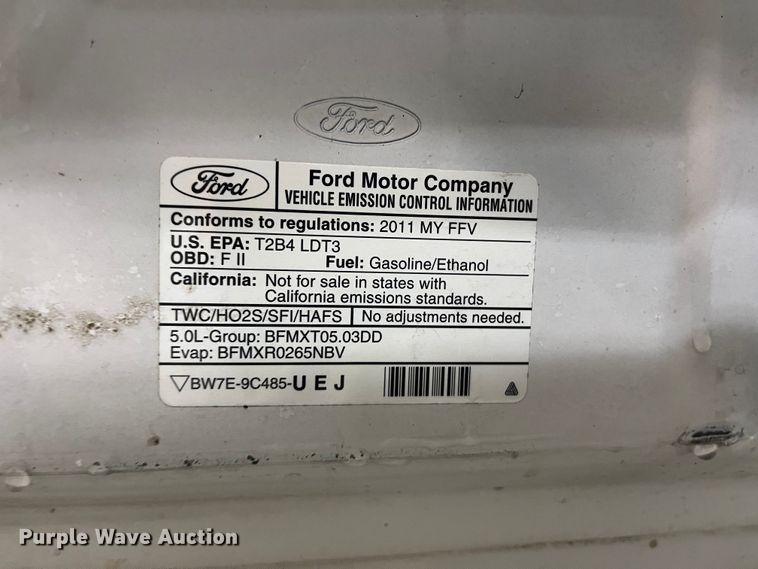 Ford
Ford
Ford Motor Company
VEHICLE EMISSION CONTROL INFORMATION
Conforms to regulations: 2011 MY FFV
U.S. EPA: T2B4 LDT3
OBD: F II Fuel: Gasoline/Ethanol
California: Not for sale in states with
California emissions standards.
TWC/HO2S/SFI/HAFS No adjustments needed.
5.0L-Group: BFMXT05.03DD
Evap: BFMXR0265NBV
BW7E-9C485-U E J
Purple Wave Auction